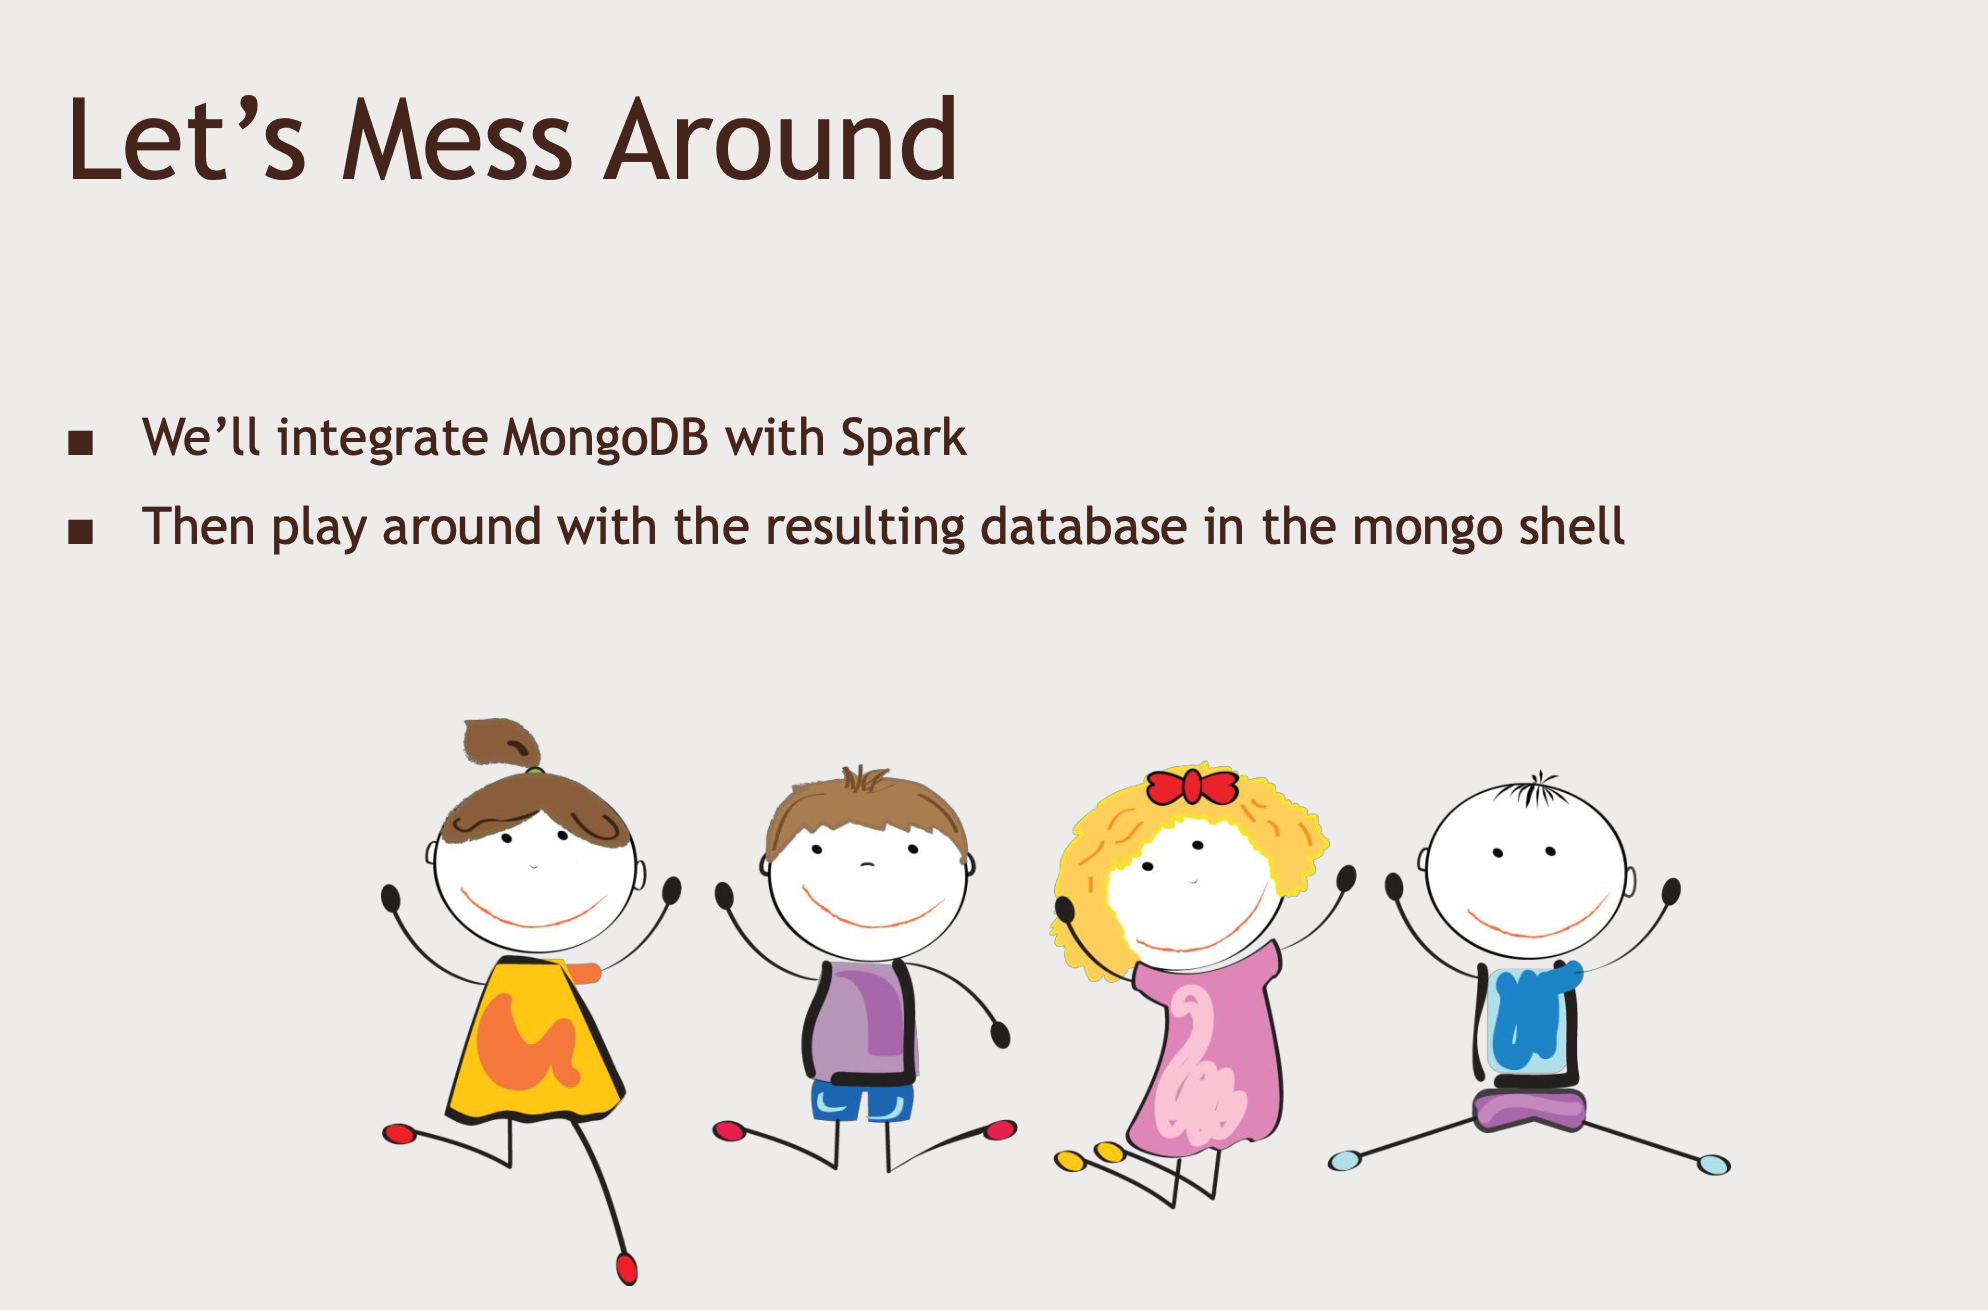 Let’s Mess Around
We’ll integrate MongoDB with Spark
Then play around with the resulting database in the mongo shell